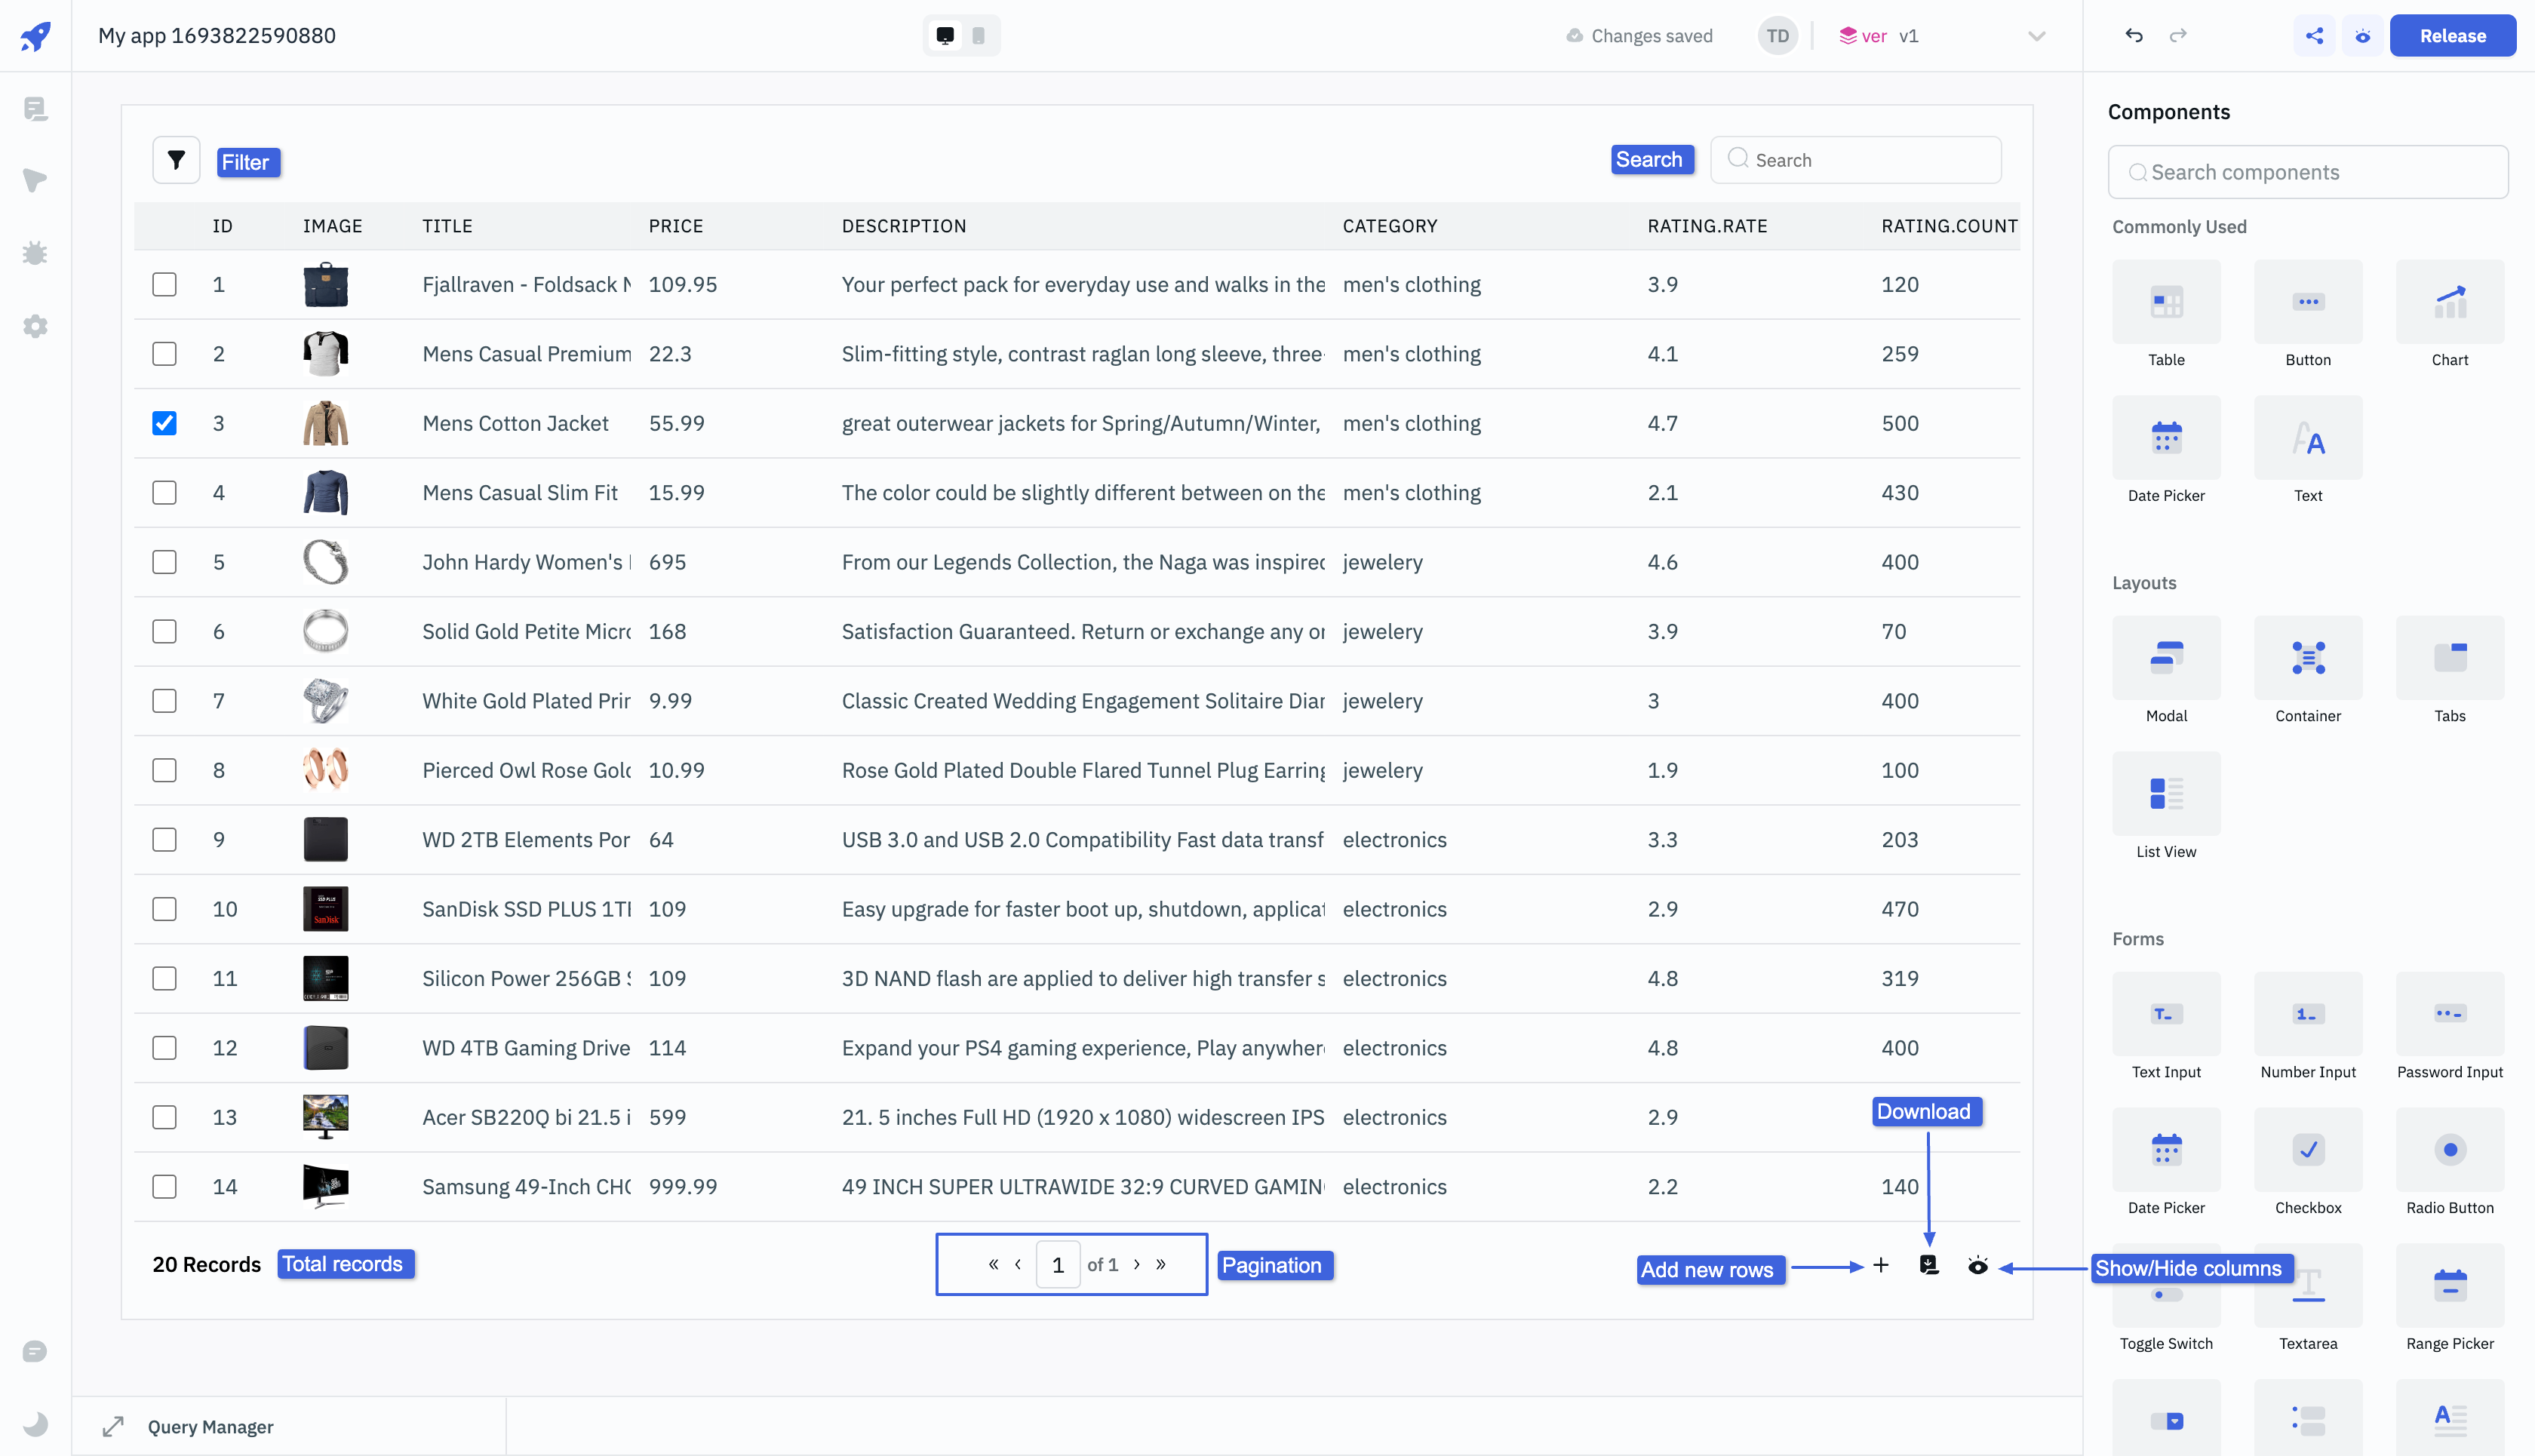 My app 1693822590880
Changes saved
TD
ver v1
Release
Filter
Search
Search
ID IMAGE TITLE PRICE DESCRIPTION CATEGORY RATING.RATE RATING.COUNT
1 Fjallraven - Foldsack 109.95 Your perfect pack for everyday use and walks in the men's clothing 3.9 120
2 Mens Casual Premium 22.3 Slim-fitting style, contrast raglan long sleeve, three- men's clothing 4.1 259
3 Mens Cotton Jacket 55.99 great outerwear jackets for Spring/Autumn/Winter, men's clothing 4.7 500
4 Mens Casual Slim Fit 15.99 The color could be slightly different between on the men's clothing 2.1 430
5 John Hardy Women's 695 From our Legends Collection, the Naga was inspired jewelery 4.6 400
6 Solid Gold Petite Micro 168 Satisfaction Guaranteed. Return or exchange any or jewelery 3.9 70
7 White Gold Plated Prin 9.99 Classic Created Wedding Engagement Solitaire Diar jewelery 3 400
8 Pierced Owl Rose Gold 10.99 Rose Gold Plated Double Flared Tunnel Plug Earring jewelery 1.9 100
9 WD 2TB Elements Por 64 USB 3.0 and USB 2.0 Compatibility Fast data transf electronics 3.3 203
10 SanDisk SSD PLUS 1TB 109 Easy upgrade for faster boot up, shutdown, applicat electronics 2.9 470
11 Silicon Power 256GB 109 3D NAND flash are applied to deliver high transfer s electronics 4.8 319
12 WD 4TB Gaming Drive 114 Expand your PS4 gaming experience, Play anywhere electronics 4.8 400
13 Acer SB220Q bi 21.5 i 599 21. 5 inches Full HD (1920 x 1080) widescreen IPS electronics 2.9
14 Samsung 49-Inch CHG 999.99 49 INCH SUPER ULTRAWIDE 32:9 CURVED GAMING electronics 2.2 140
Download
20 Records
Total records
« ‹ 1 of 1 › »
Pagination
Add new rows
Show/Hide columns
Query Manager
Components
Search components
Commonly Used
Table Button Chart
Date Picker Text
Layouts
Modal Container Tabs
List View
Forms
Text Input Number Input Password Input
Date Picker Checkbox Radio Button
Toggle Switch Textarea Range Picker